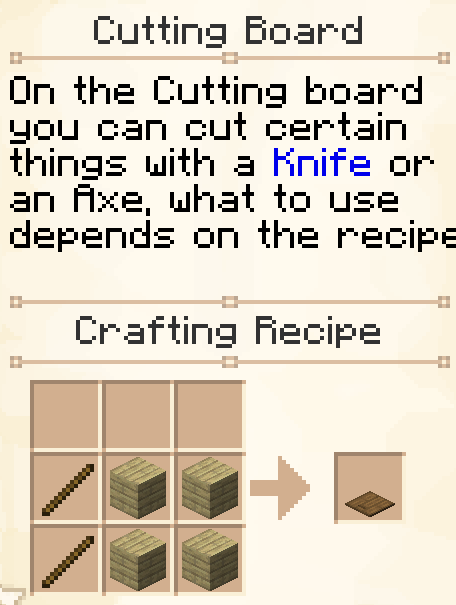 Cutting Board
On the Cutting board
you can cut certain
things with a Knife or
an Axe, what to use
depends on the recipe
Crafting Recipe